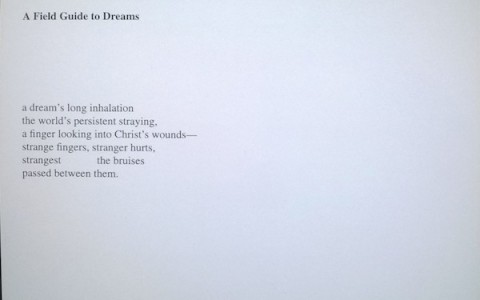 A Field Guide to Dreams
a dream's long inhalation
the world's persistent straying,
a finger looking into Christ's wounds—
strange fingers, stranger hurts,
strangest the bruises
passed between them.